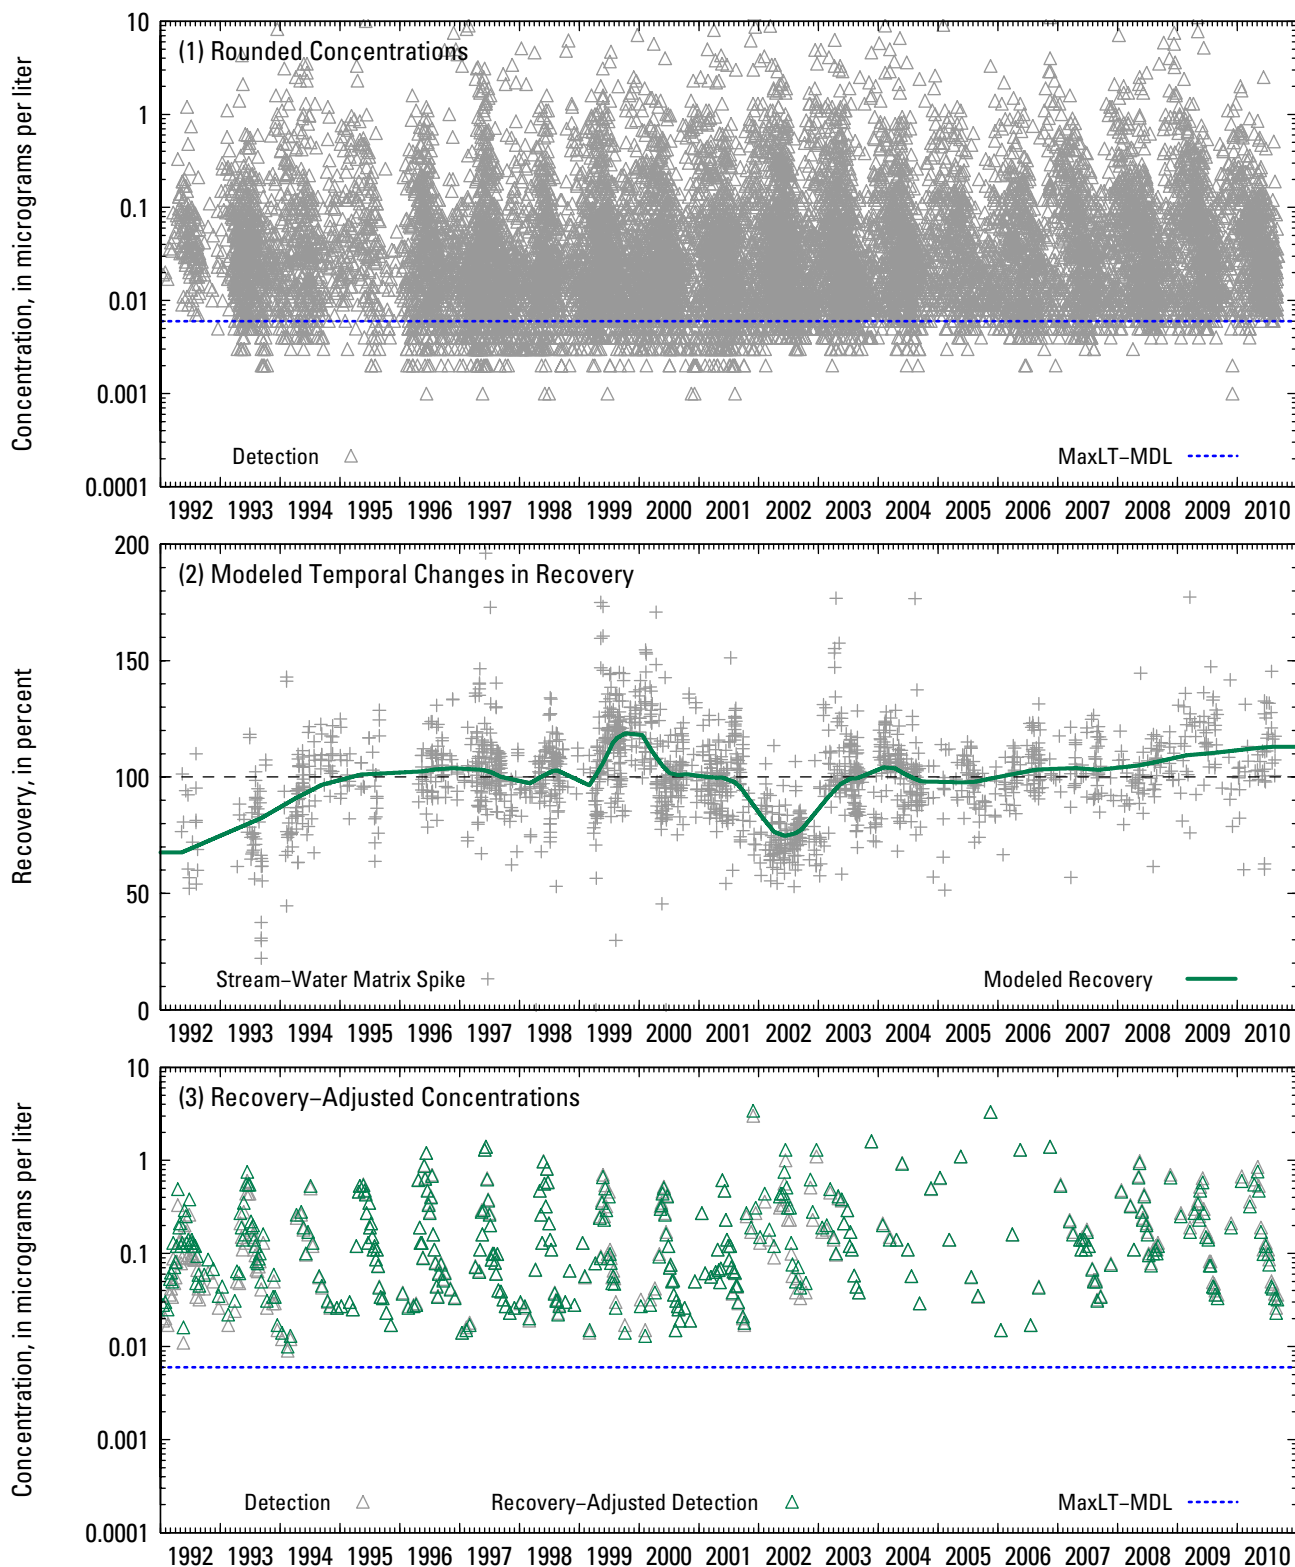 (1) Rounded Concentrations
Concentration, in micrograms per liter
10
1
0.1
0.01
0.001
0.0001
Detection
MaxLT−MDL
1992 1993 1994 1995 1996 1997 1998 1999 2000 2001 2002 2003 2004 2005 2006 2007 2008 2009 2010
(2) Modeled Temporal Changes in Recovery
Recovery, in percent
200
150
100
50
0
Stream−Water Matrix Spike
Modeled Recovery
1992 1993 1994 1995 1996 1997 1998 1999 2000 2001 2002 2003 2004 2005 2006 2007 2008 2009 2010
(3) Recovery−Adjusted Concentrations
Concentration, in micrograms per liter
10
1
0.1
0.01
0.001
0.0001
Detection
Recovery−Adjusted Detection
MaxLT−MDL
1992 1993 1994 1995 1996 1997 1998 1999 2000 2001 2002 2003 2004 2005 2006 2007 2008 2009 2010